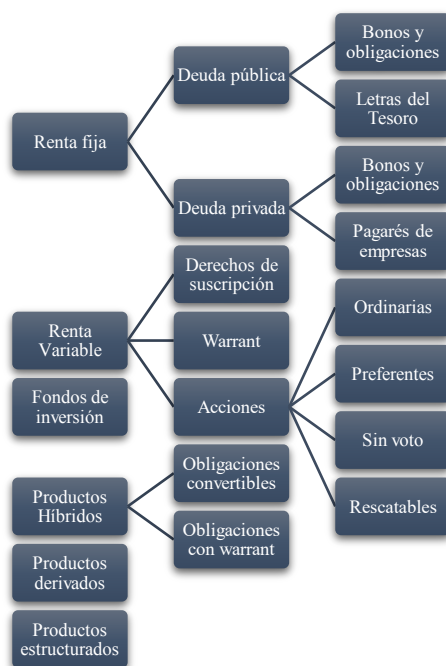 Renta fija
Deuda pública
Bonos y
obligaciones
Letras del
Tesoro
Deuda privada
Bonos y
obligaciones
Pagarés de
empresas
Renta
Variable
Derechos de
suscripción
Warrant
Acciones
Ordinarias
Preferentes
Sin voto
Rescatables
Fondos de
inversión
Productos
Híbridos
Obligaciones
convertibles
Obligaciones
con warrant
Productos
derivados
Productos
estructurados